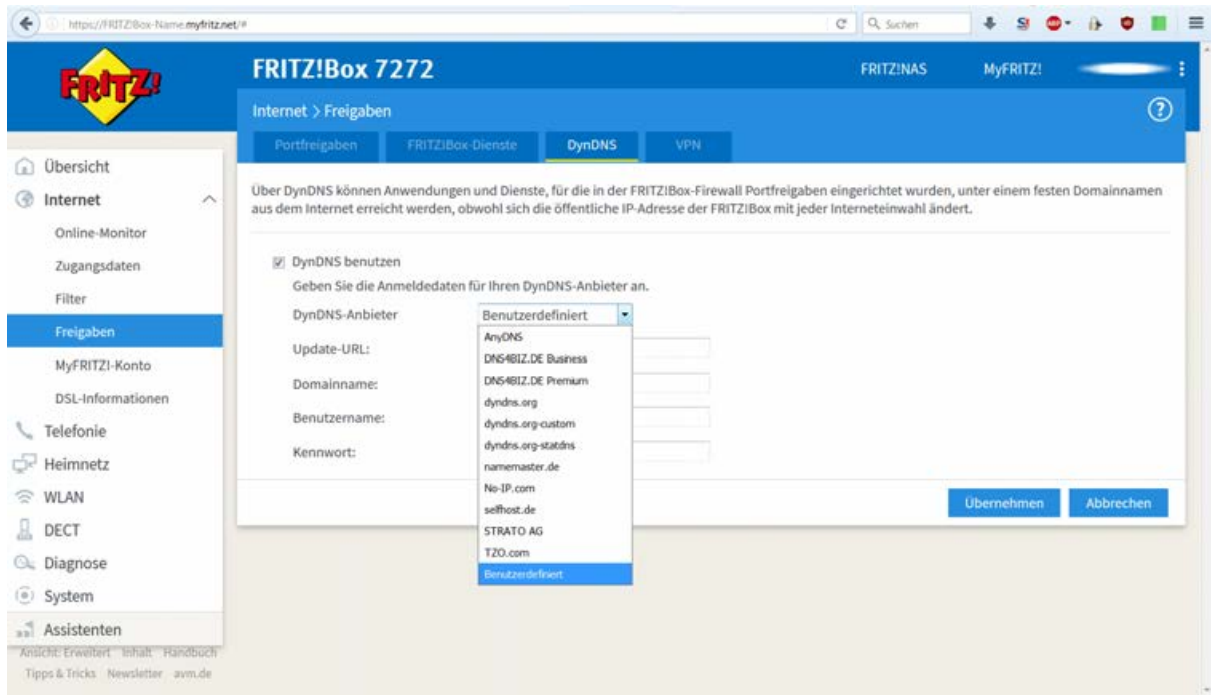 https://FRITZ!Box-Name.myfritz.net/#
Suchen
FRITZ!
FRITZ!Box 7272
FRITZ!NAS
MyFRITZ!
Internet > Freigaben
Portfreigaben
FRITZ!Box-Dienste
DynDNS
VPN
Übersicht
Internet
Online-Monitor
Zugangsdaten
Filter
Freigaben
MyFRITZ!-Konto
DSL-Informationen
Telefonie
Heimnetz
WLAN
DECT
Diagnose
System
Assistenten
Ansicht: Erweitert Inhalt Handbuch
Tipps & Tricks Newsletter avm.de
Über DynDNS können Anwendungen und Dienste, für die in der FRITZ!Box-Firewall Portfreigaben eingerichtet wurden, unter einem festen Domainnamen
aus dem Internet erreicht werden, obwohl sich die öffentliche IP-Adresse der FRITZ!Box mit jeder Interneteinwahl ändert.
DynDNS benutzen
Geben Sie die Anmeldedaten für Ihren DynDNS-Anbieter an.
DynDNS-Anbieter
Benutzerdefiniert
Update-URL:
Domainname:
Benutzername:
Kennwort:
AnyDNS
DNS4BIZ.DE Business
DNS4BIZ.DE Premium
dyndns.org
dyndns.org-custom
dyndns.org-statdns
namemaster.de
No-IP.com
selfhost.de
STRATO AG
TZO.com
Benutzerdefiniert
Übernehmen
Abbrechen